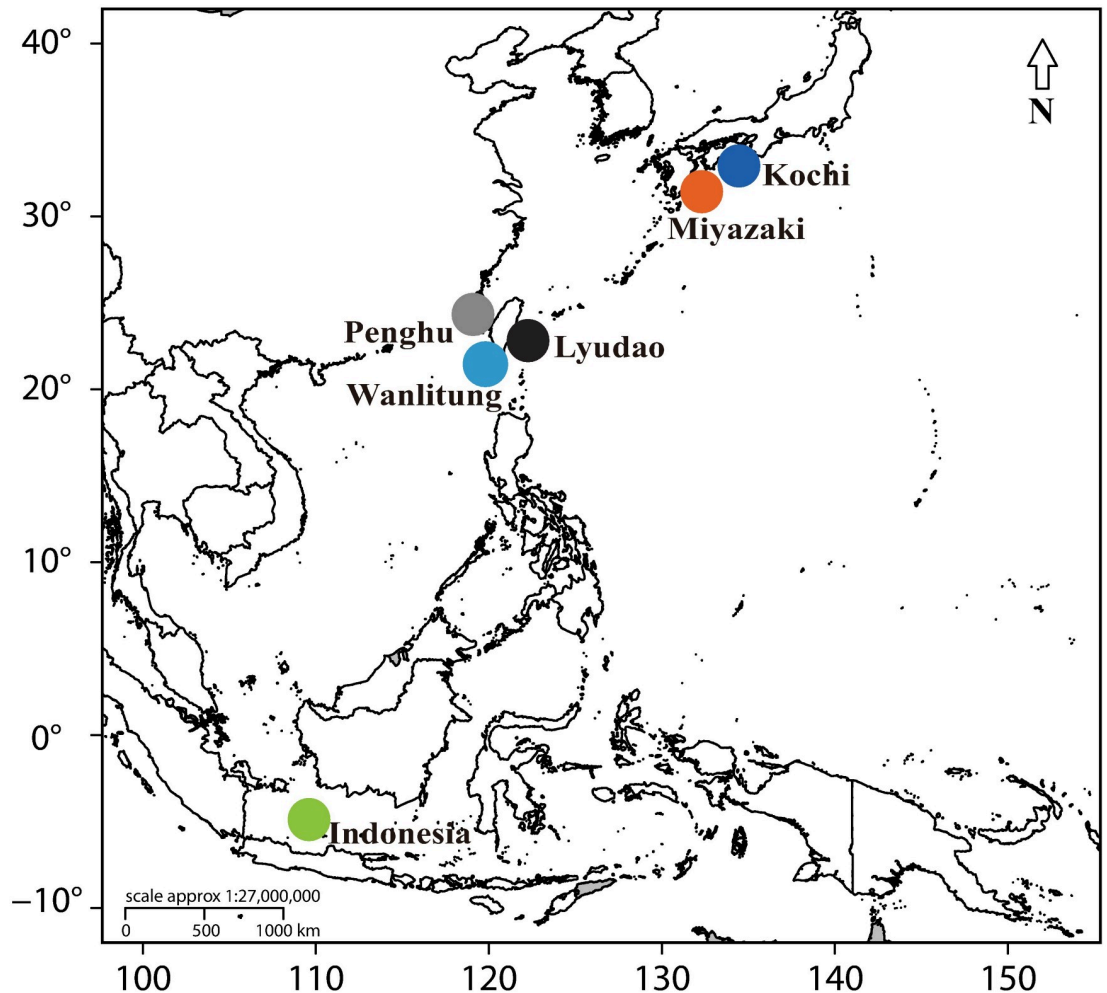 40°
N
Kochi
30°
Miyazaki
Penghu
Lyudao
Wanlitung
20°
10°
0°
Indonesia
scale approx 1:27,000,000
−10°
0 500 1000 km
100 110 120 130 140 150